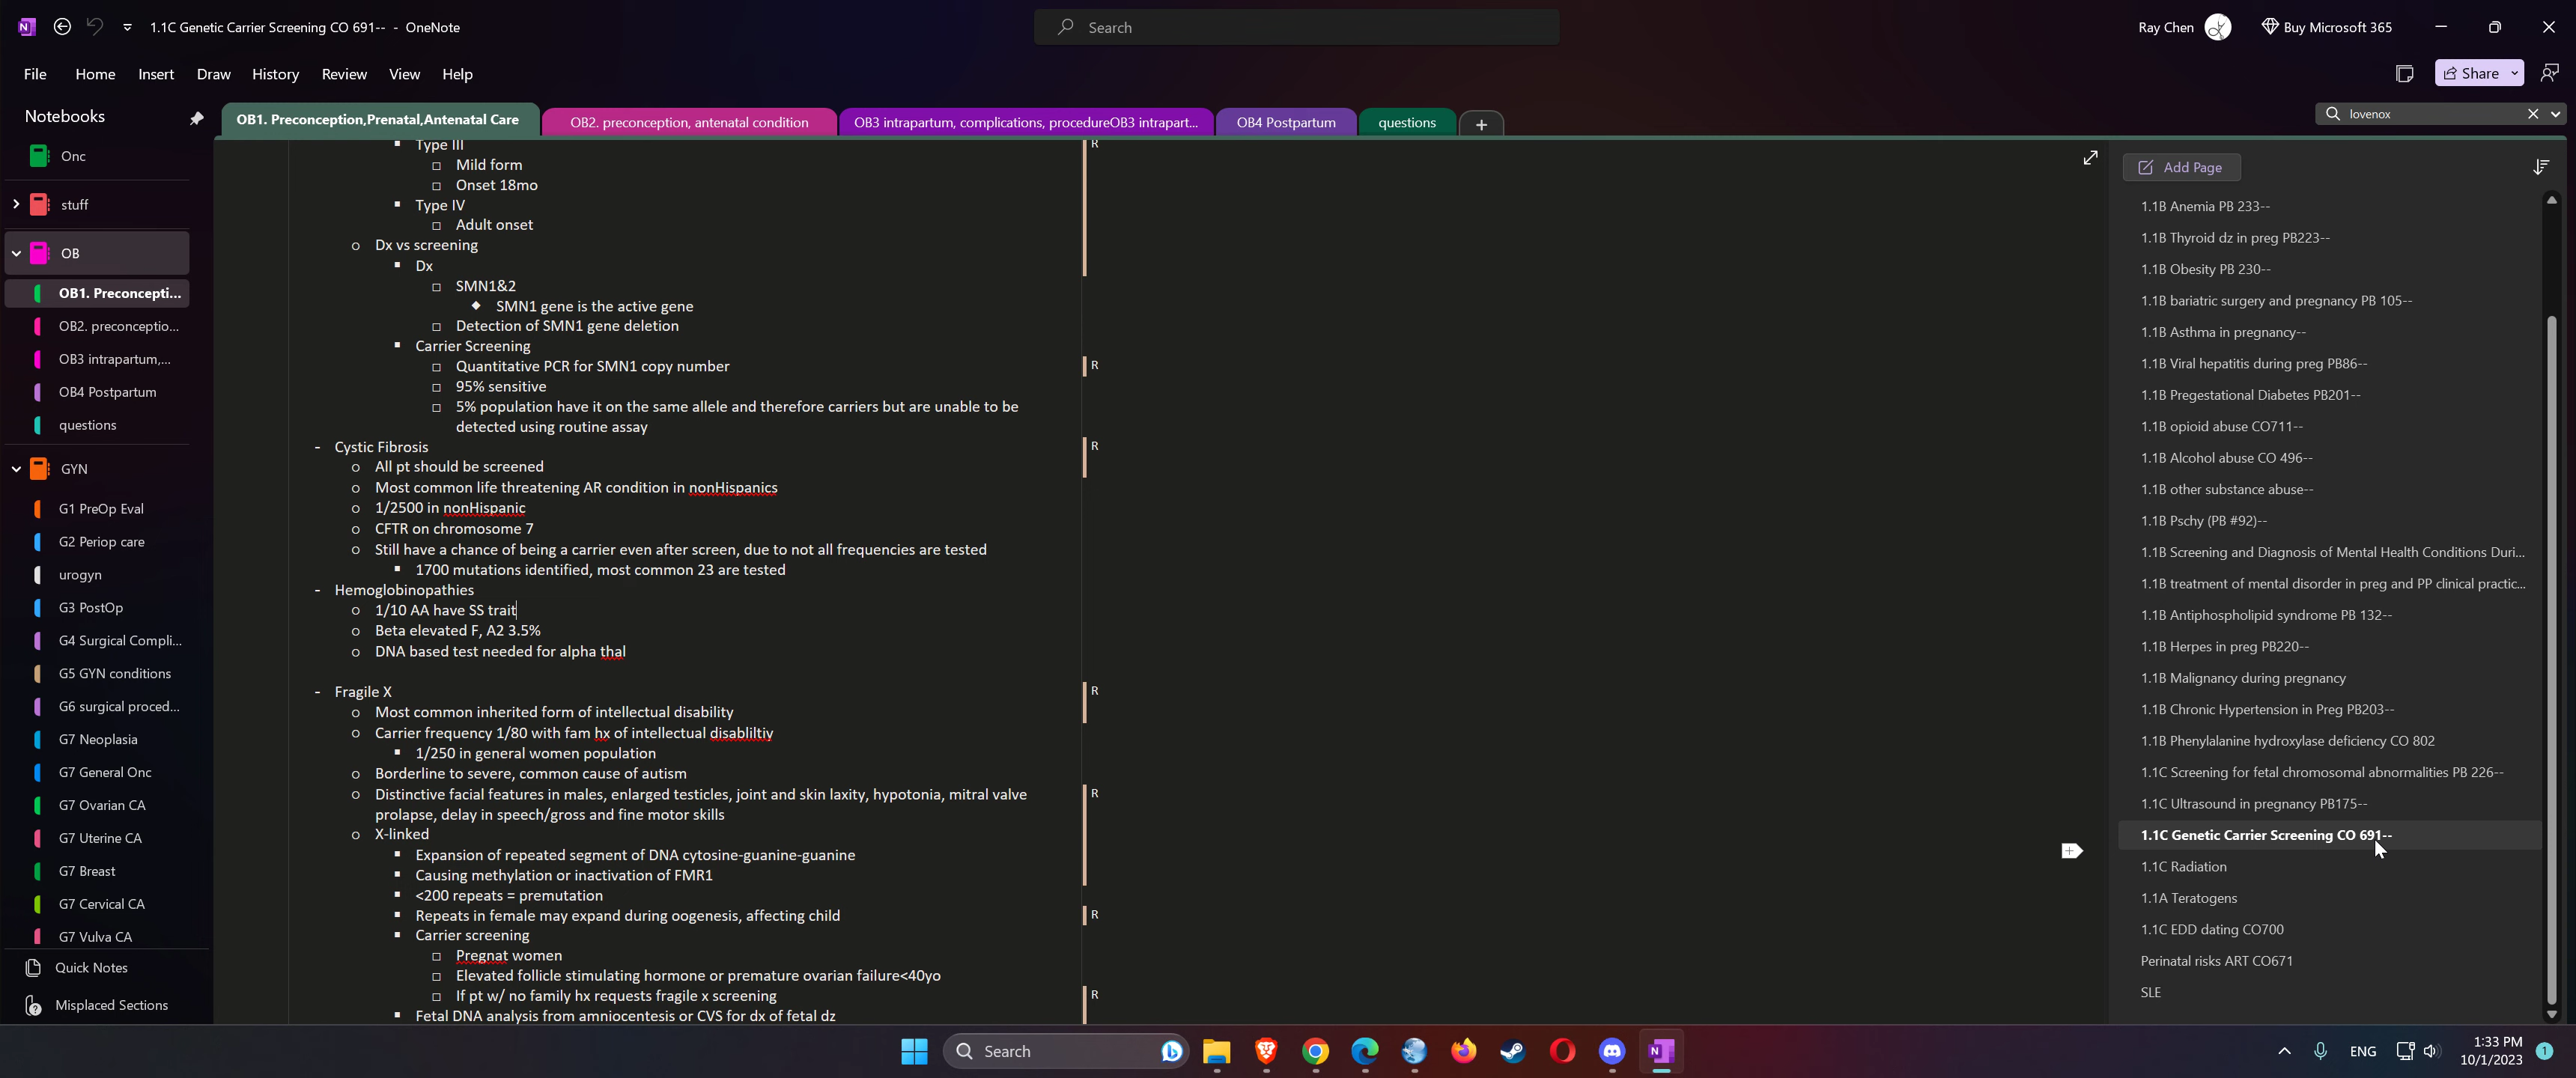 1.1C Genetic Carrier Screening CO 691-- - OneNote
Search
Ray Chen
Buy Microsoft 365
File Home Insert Draw History Review View Help
Share
Notebooks
OB1. Preconception,Prenatal,Antenatal Care
OB2. preconception, antenatal condition
OB3 intrapartum, complications, procedureOB3 intrapart...
OB4 Postpartum
questions
+
lovenox
Onc
stuff
OB
OB1. Preconcepti...
OB2. preconceptio...
OB3 intrapartum,...
OB4 Postpartum
questions
GYN
G1 PreOp Eval
G2 Periop care
urogyn
G3 PostOp
G4 Surgical Compli...
G5 GYN conditions
G6 surgical proced...
G7 Neoplasia
G7 General Onc
G7 Ovarian CA
G7 Uterine CA
G7 Breast
G7 Cervical CA
G7 Vulva CA
Quick Notes
Misplaced Sections
Type III
R
Mild form
Onset 18mo
Type IV
Adult onset
o Dx vs screening
Dx
SMN1&2
SMN1 gene is the active gene
Detection of SMN1 gene deletion
Carrier Screening
Quantitative PCR for SMN1 copy number
R
95% sensitive
5% population have it on the same allele and therefore carriers but are unable to be
detected using routine assay
- Cystic Fibrosis
R
o All pt should be screened
o Most common life threatening AR condition in nonHispanics
o 1/2500 in nonHispanic
o CFTR on chromosome 7
o Still have a chance of being a carrier even after screen, due to not all frequencies are tested
1700 mutations identified, most common 23 are tested
- Hemoglobinopathies
o 1/10 AA have SS trait
o Beta elevated F, A2 3.5%
o DNA based test needed for alpha thal
- Fragile X
R
o Most common inherited form of intellectual disability
o Carrier frequency 1/80 with fam hx of intellectual disabliltiy
1/250 in general women population
o Borderline to severe, common cause of autism
o Distinctive facial features in males, enlarged testicles, joint and skin laxity, hypotonia, mitral valve
R
prolapse, delay in speech/gross and fine motor skills
o X-linked
Expansion of repeated segment of DNA cytosine-guanine-guanine
Causing methylation or inactivation of FMR1
<200 repeats = premutation
Repeats in female may expand during oogenesis, affecting child
R
Carrier screening
Pregnat women
Elevated follicle stimulating hormone or premature ovarian failure<40yo
If pt w/ no family hx requests fragile x screening
R
Fetal DNA analysis from amniocentesis or CVS for dx of fetal dz
Add Page
1.1B Anemia PB 233--
1.1B Thyroid dz in preg PB223--
1.1B Obesity PB 230--
1.1B bariatric surgery and pregnancy PB 105--
1.1B Asthma in pregnancy--
1.1B Viral hepatitis during preg PB86--
1.1B Pregestational Diabetes PB201--
1.1B opioid abuse CO711--
1.1B Alcohol abuse CO 496--
1.1B other substance abuse--
1.1B Pschy (PB #92)--
1.1B Screening and Diagnosis of Mental Health Conditions Duri...
1.1B treatment of mental disorder in preg and PP clinical practic...
1.1B Antiphospholipid syndrome PB 132--
1.1B Herpes in preg PB220--
1.1B Malignancy during pregnancy
1.1B Chronic Hypertension in Preg PB203--
1.1B Phenylalanine hydroxylase deficiency CO 802
1.1C Screening for fetal chromosomal abnormalities PB 226--
1.1C Ultrasound in pregnancy PB175--
1.1C Genetic Carrier Screening CO 691--
1.1C Radiation
1.1A Teratogens
1.1C EDD dating CO700
Perinatal risks ART CO671
SLE
Search
ENG
1:33 PM
10/1/2023
1